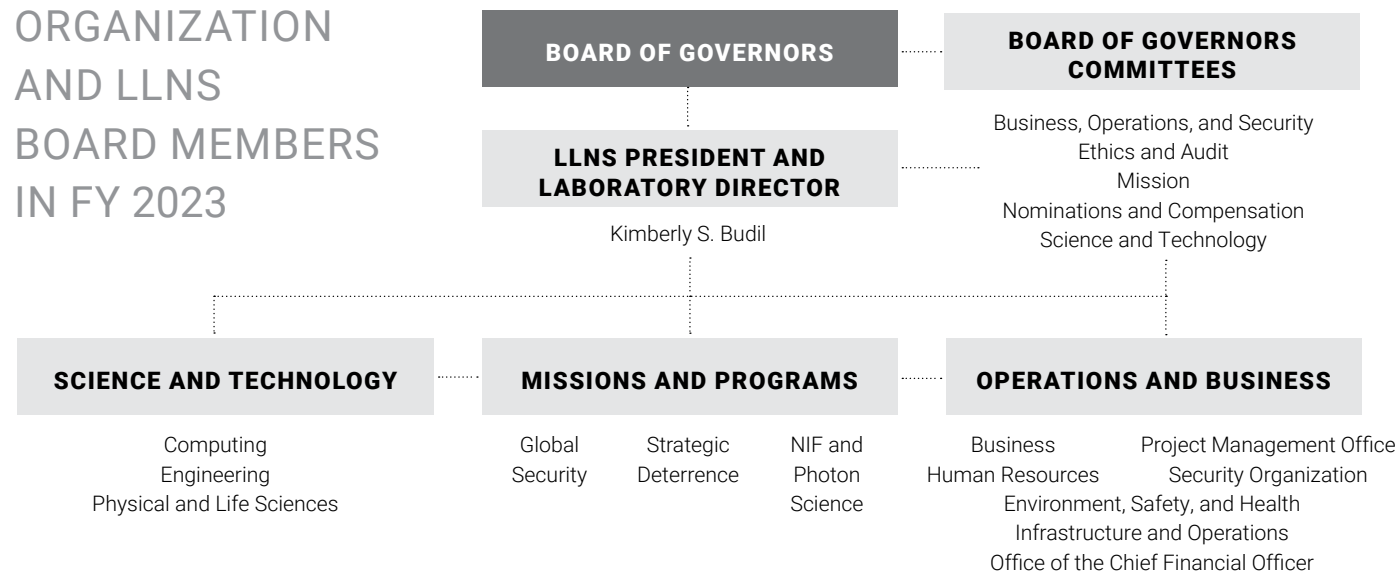 ORGANIZATION
AND LLNS
BOARD MEMBERS
IN FY 2023
BOARD OF GOVERNORS
BOARD OF GOVERNORS
COMMITTEES
Business, Operations, and Security
Ethics and Audit
Mission
Nominations and Compensation
Science and Technology
LLNS PRESIDENT AND
LABORATORY DIRECTOR
Kimberly S. Budil
SCIENCE AND TECHNOLOGY
Computing
Engineering
Physical and Life Sciences
MISSIONS AND PROGRAMS
Global
Security
Strategic
Deterrence
NIF and
Photon
Science
OPERATIONS AND BUSINESS
Business
Project Management Office
Human Resources
Security Organization
Environment, Safety, and Health
Infrastructure and Operations
Office of the Chief Financial Officer